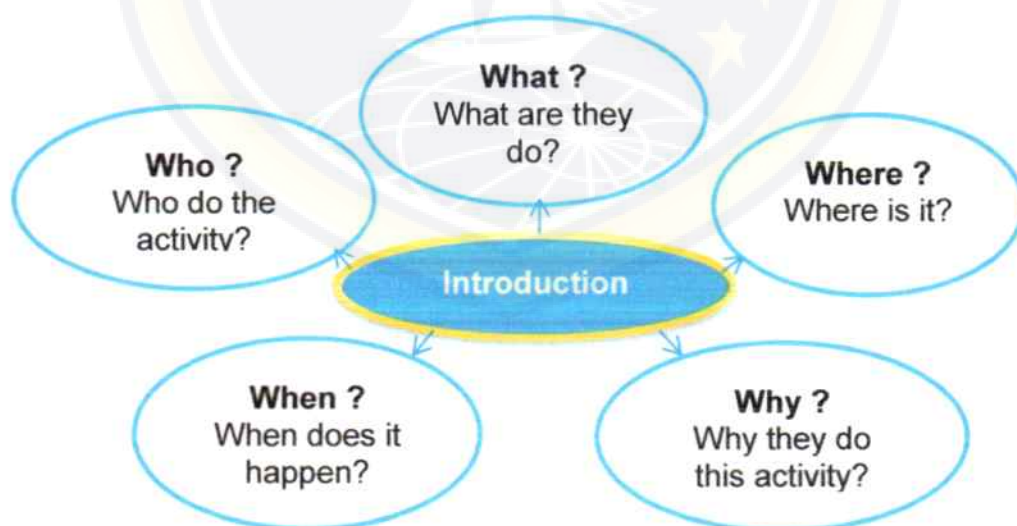 What ?
What are they
do?
Who ?
Who do the
activity?
Where ?
Where is it?
Introduction
When ?
When does it
happen?
Why ?
Why they do
this activity?